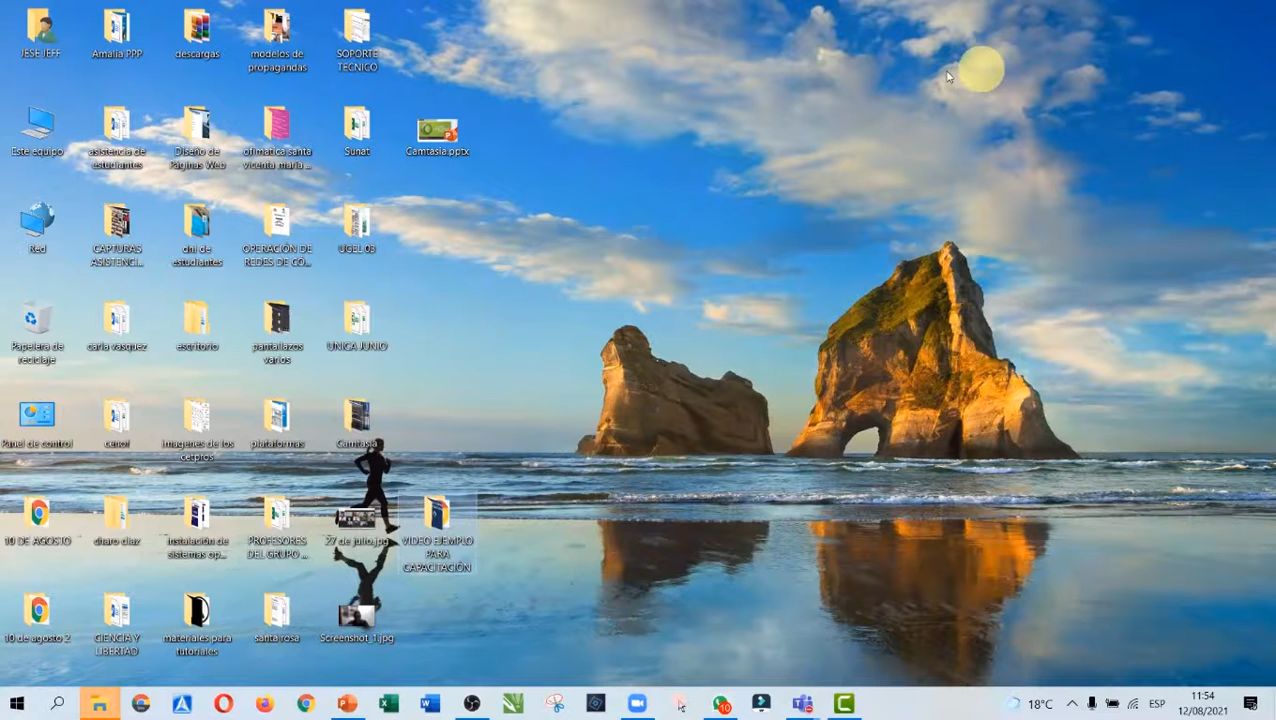 JESE JEFF
Amalia PPP
descargas
modelos de
propagandas
SOPORTE
TECNICO
Este equipo
asistencia de
estudiantes
Diseño de
Páginas Web
ofimatica santa
vicenta maria ...
Sunat
Camtasia.pptx
Red
CAPTURAS
ASISTENCI...
dni de
estudiantes
OPERACIÓN DE
REDES DE CÓ...
UGEL 03
Papelera de
reciclaje
carla vasquez
escritorio
pantallazos
varios
UNICA JUNIO
Panel de control
cenof
imagenes de los
cetpros
plataformas
Camtasia
10 DE AGOSTO
charo diaz
instalación de
sistemas op...
PROFESORES
DEL GRUPO ...
27 de julio.jpg
VIDEO EJEMPLO
PARA
CAPACITACIÓN
10 de agosto 2
CIENCIA Y
LIBERTAD
materiales para
tutoriales
santa rosa
Screenshot_1.jpg
10
18°C
ESP
11:54
12/08/2021